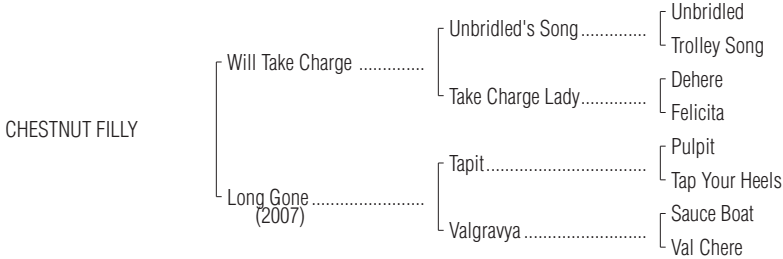 Unbridled
Unbridled's Song..............
Trolley Song
Will Take Charge ..............
Dehere
Take Charge Lady..............
Felicita
CHESTNUT FILLY
Pulpit
Tapit..................................
Tap Your Heels
Long Gone ........................
(2007)
Sauce Boat
Valgravya ..........................
Val Chere